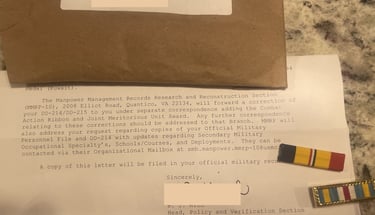 Medal (Kuwait).
The Manpower Management Records Research and Reconstruction Section
(MMRP-10), 2008 Elliot Road, Quantico, VA 22134, will forward a correction of
your DD-214/DD-215 to you under separate correspondence adding the Combat
Action Ribbon and Joint Meritorious Unit Award. Any further correspondence
relating to these corrections should be addressed to that Branch. MMRP will
also address your request regarding copies of your Official Military
Personnel File and DD-214 with updates regarding Secondary Military
Occupational Specialty's, Schools/Courses, and Deployments. They can be
contacted via their Organizational Mailbox at
A copy of this letter will be filed in your official military
Sincerely,
Head, Policy and Verification Section